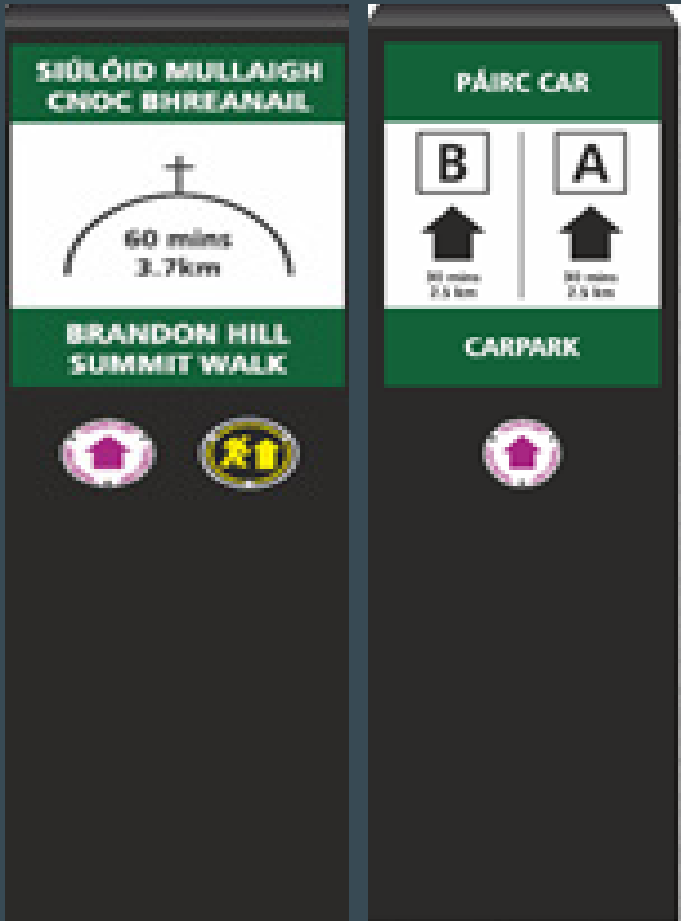 SIÚLÓID MULLAIGH
CNOC BHREANAIL
60 mins
3.7km
BRANDON HILL
SUMMIT WALK
PÁIRC CAR
B
A
CARPARK